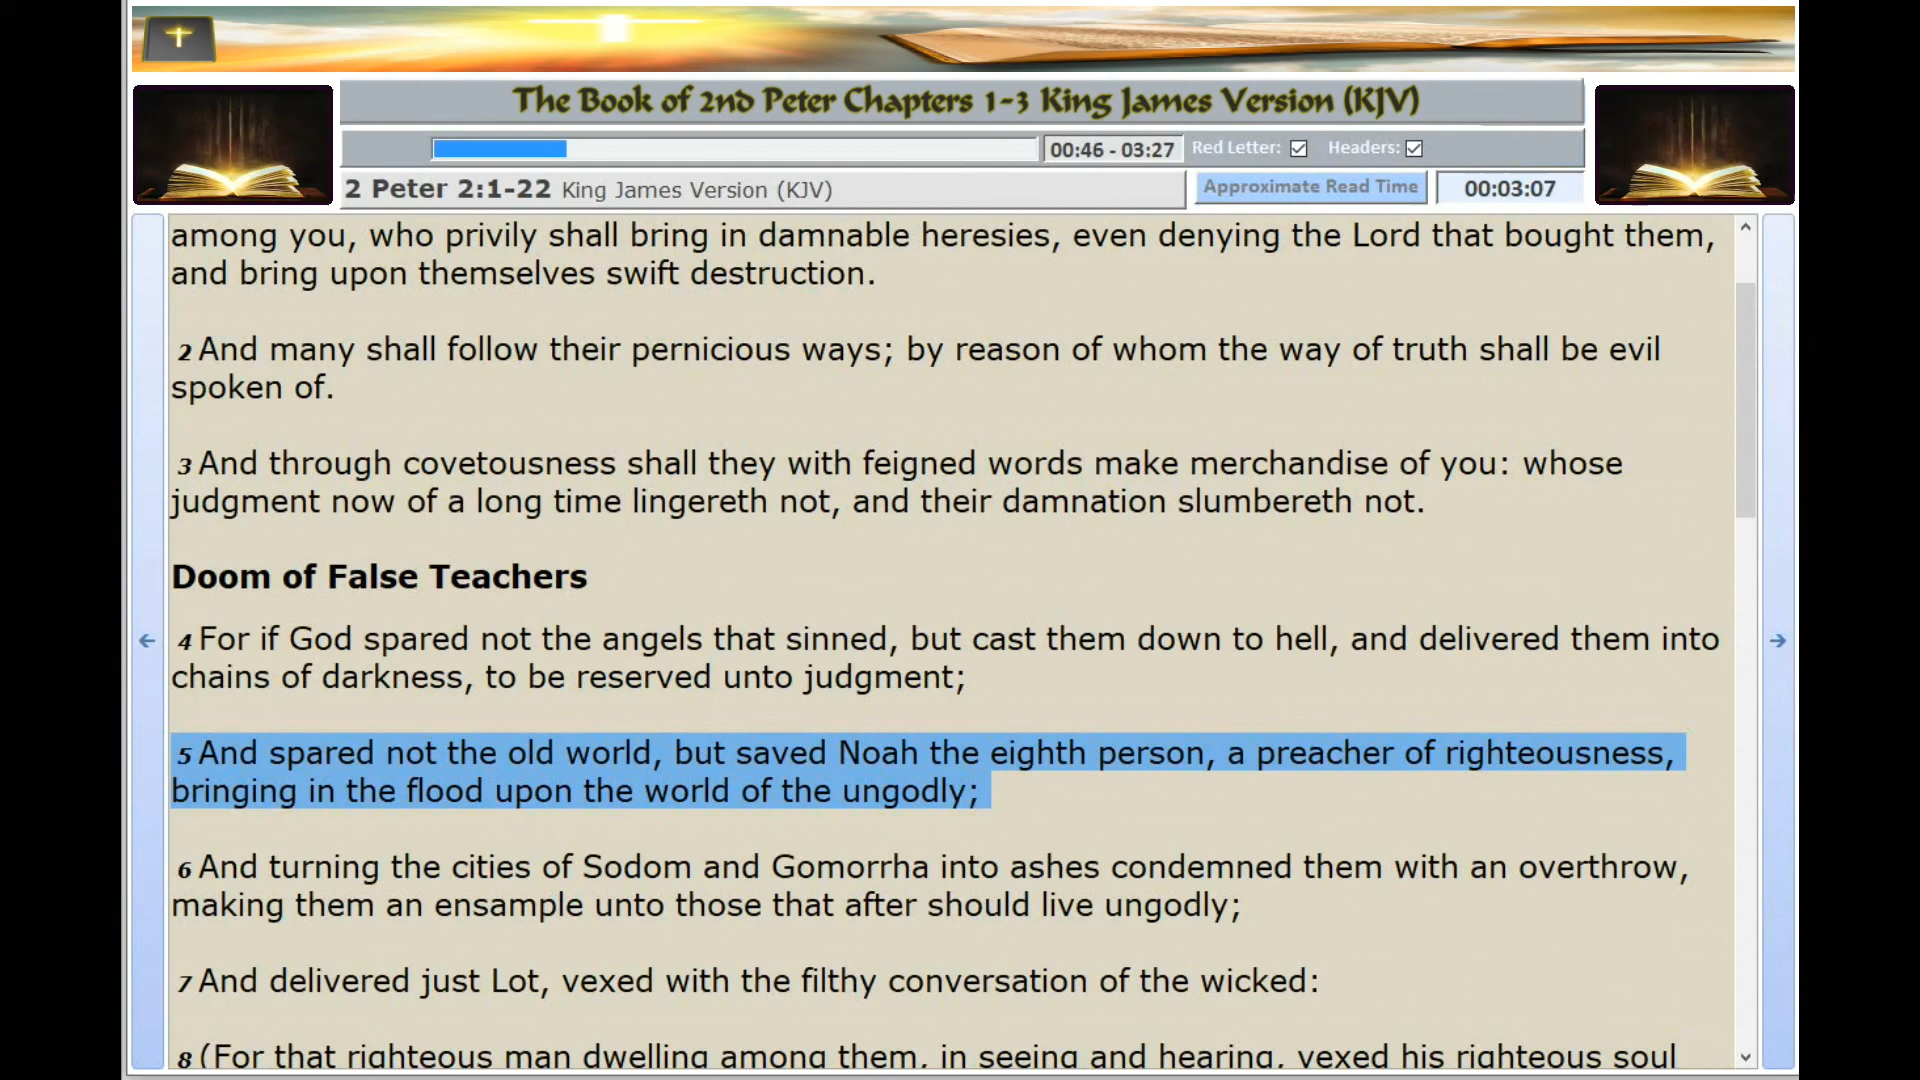 The Book of 2nd Peter Chapters 1-3 King James Version (KJV)
00:46 - 03:27 Red Letter: Headers:
2 Peter 2:1-22 King James Version (KJV) Approximate Read Time 00:03:07
among you, who privily shall bring in damnable heresies, even denying the Lord that bought them,
and bring upon themselves swift destruction.
2 And many shall follow their pernicious ways; by reason of whom the way of truth shall be evil
spoken of.
3 And through covetousness shall they with feigned words make merchandise of you: whose
judgment now of a long time lingereth not, and their damnation slumbereth not.
Doom of False Teachers
4 For if God spared not the angels that sinned, but cast them down to hell, and delivered them into
chains of darkness, to be reserved unto judgment;
5 And spared not the old world, but saved Noah the eighth person, a preacher of righteousness,
bringing in the flood upon the world of the ungodly;
6 And turning the cities of Sodom and Gomorrha into ashes condemned them with an overthrow,
making them an ensample unto those that after should live ungodly;
7 And delivered just Lot, vexed with the filthy conversation of the wicked:
8 (For that righteous man dwelling among them, in seeing and hearing, vexed his righteous soul